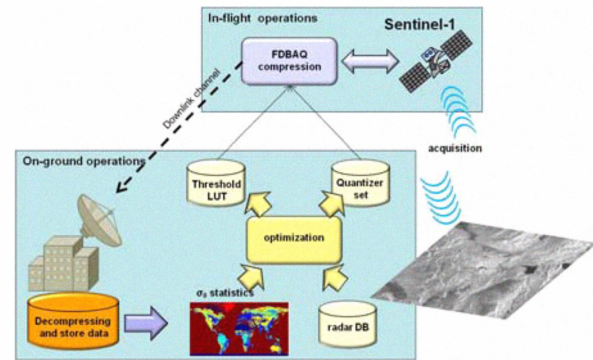 In-flight operations
Sentinel-1
FDBAQ
compression
Downlink channel
acquisition
On-ground operations
Threshold
LUT
Quantizer
set
optimization
σ₀ statistics
Decompressing
and store data
radar DB